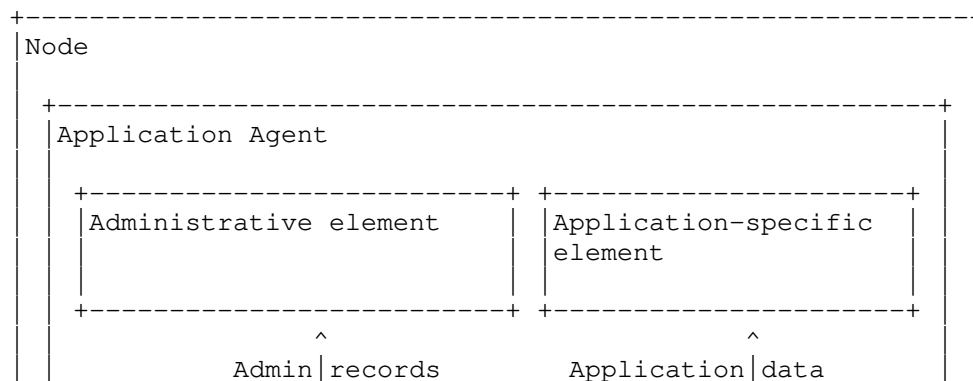 Node
Application Agent
Administrative element
Application-specific
element
Admin records
Application data